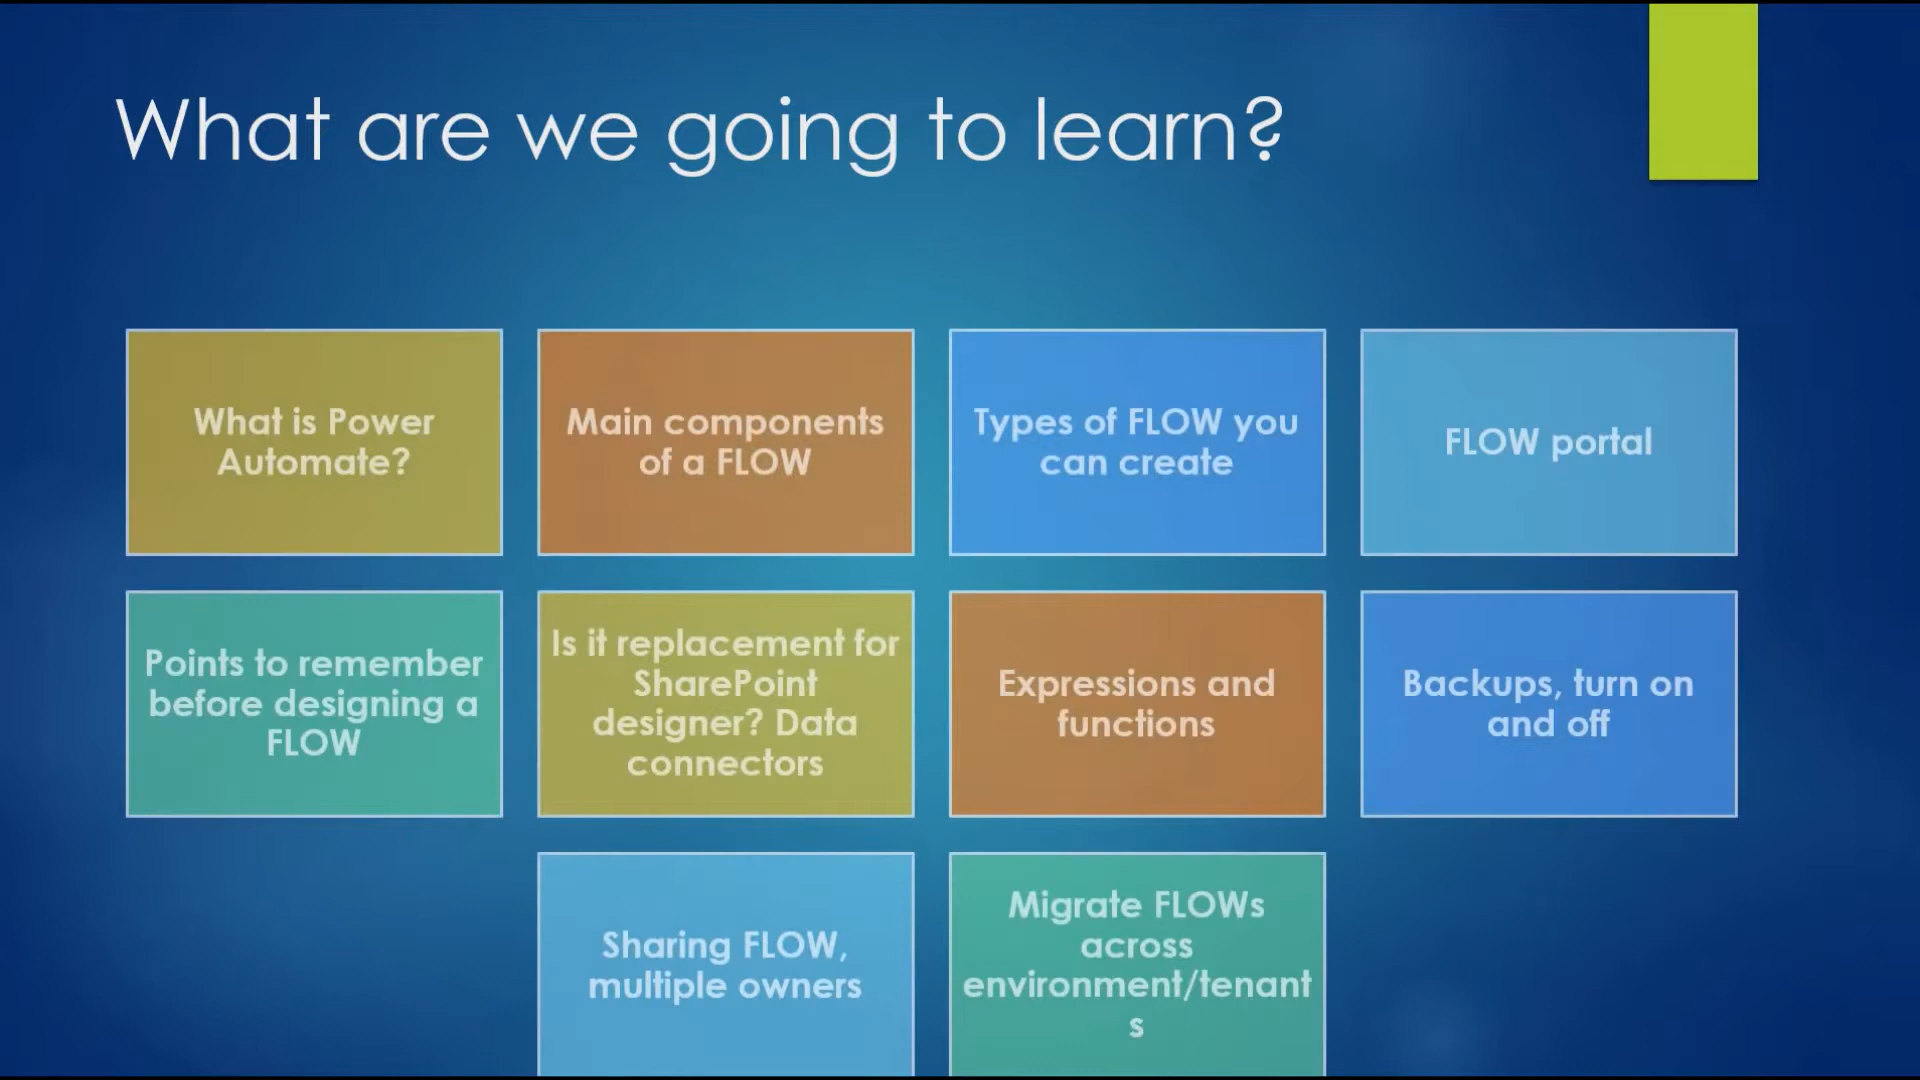 What are we going to learn?
What is Power
Automate?
Main components
of a FLOW
Types of FLOW you
can create
FLOW portal
Points to remember
before designing a
FLOW
Is it replacement for
SharePoint
designer? Data
connectors
Expressions and
functions
Backups, turn on
and off
Sharing FLOW,
multiple owners
Migrate FLOWs
across
environment/tenant
s